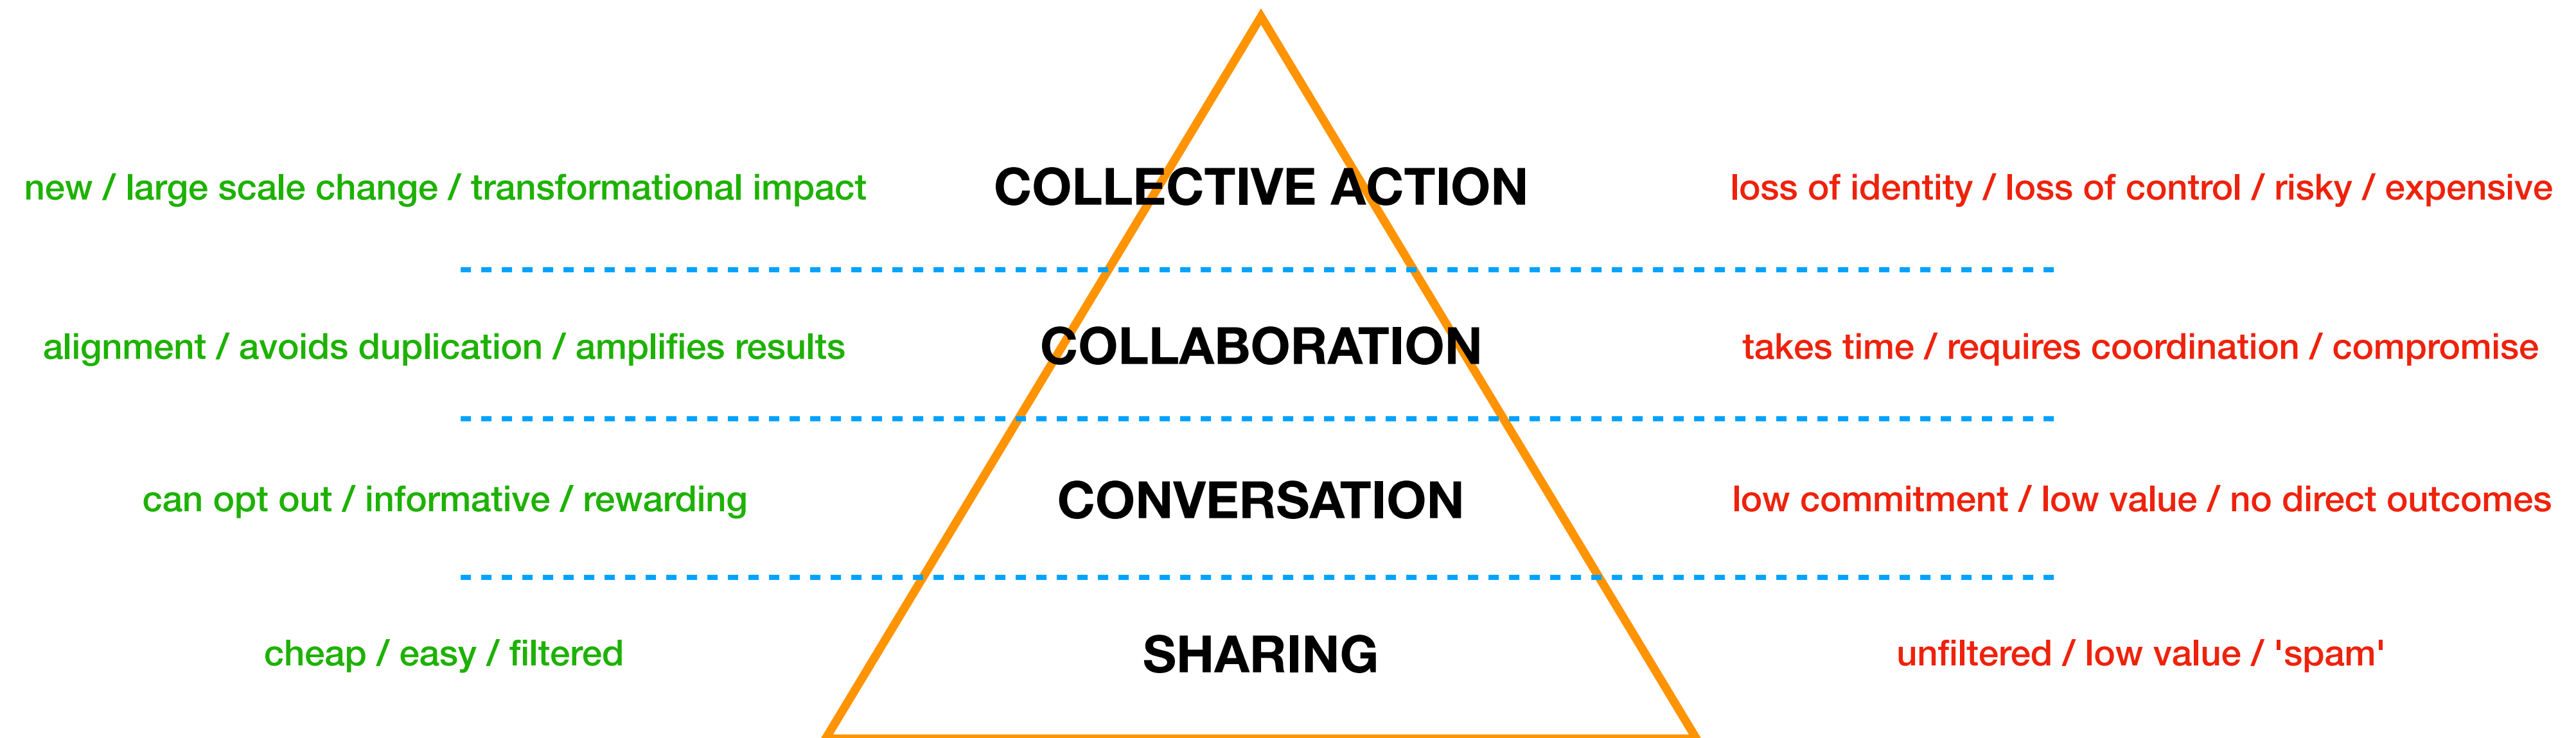 new / large scale change / transformational impact
COLLECTIVE ACTION
loss of identity / loss of control / risky / expensive
alignment / avoids duplication / amplifies results
COLLABORATION
takes time / requires coordination / compromise
can opt out / informative / rewarding
CONVERSATION
low commitment / low value / no direct outcomes
cheap / easy / filtered
SHARING
unfiltered / low value / 'spam'